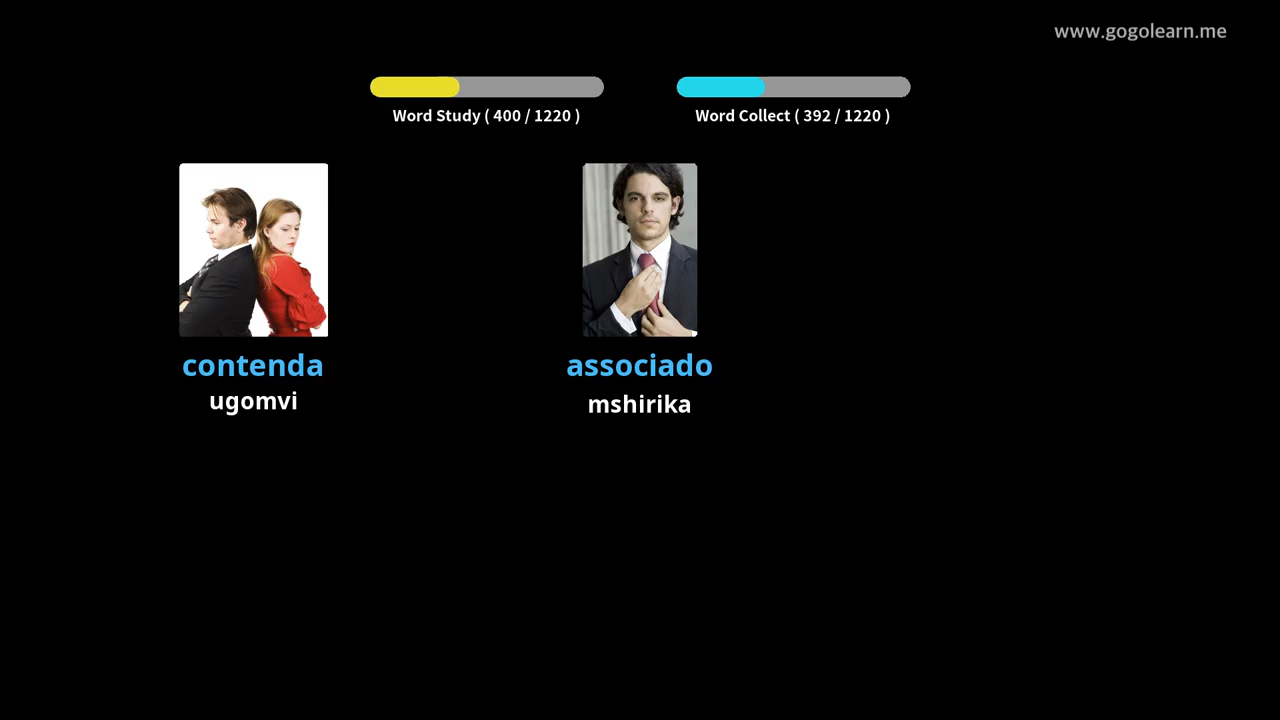 www.gogolearn.me
Word Study ( 400 / 1220 )
Word Collect ( 392 / 1220 )
contenda
ugomvi
associado
mshirika